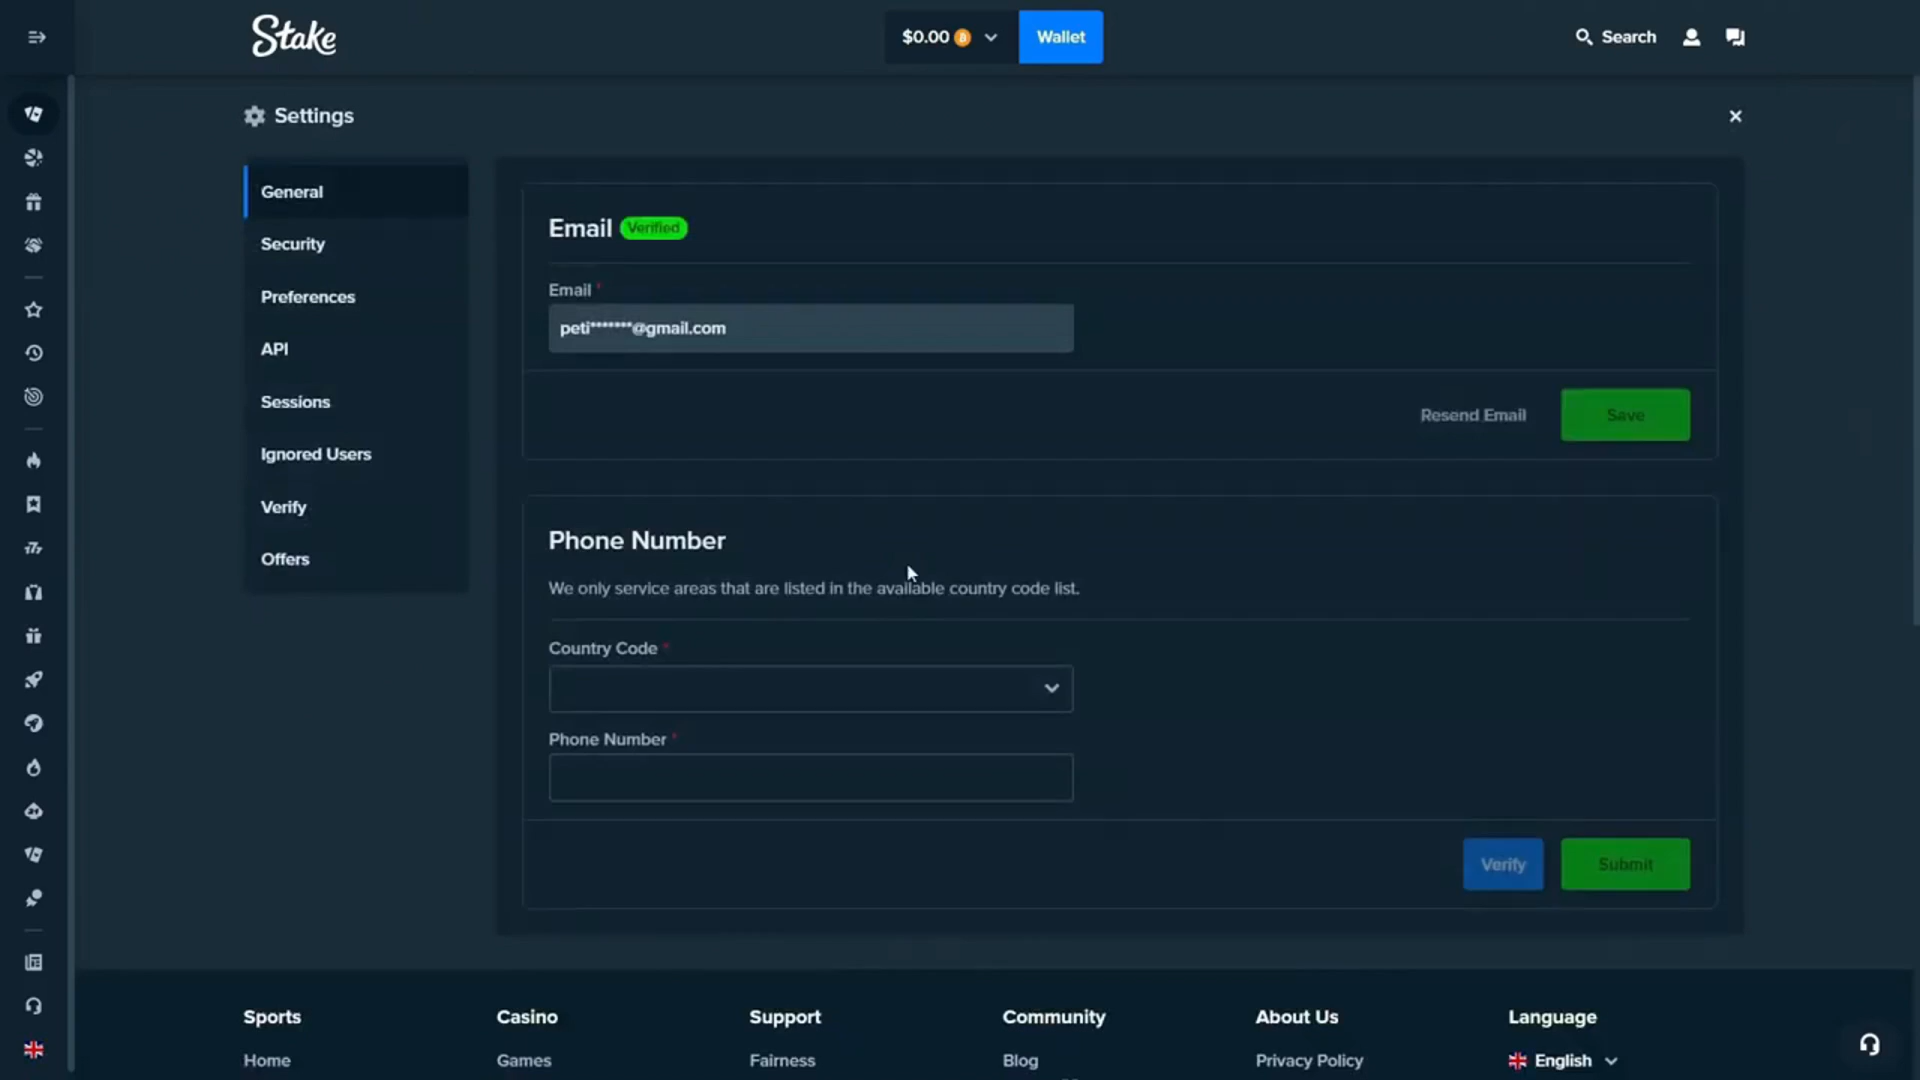 Stake
$0.00
Wallet
Search
Settings
General
Security
Preferences
API
Sessions
Ignored Users
Verify
Offers
Email Verified
Email *
peti*******@gmail.com
Resend Email
Save
Phone Number
We only service areas that are listed in the available country code list.
Country Code *
Phone Number *
Verify
Submit
Sports
Casino
Support
Community
About Us
Language
Home
Games
Fairness
Blog
Privacy Policy
English